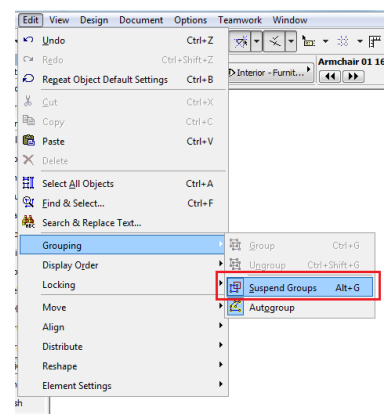 Edit View Design Document Options Teamwork Window
Undo Ctrl+Z
Redo Ctrl+Shift+Z
Repeat Object Default Settings Ctrl+B
Cut Ctrl+X
Copy Ctrl+C
Paste Ctrl+V
Delete
Select All Objects Ctrl+A
Find & Select... Ctrl+F
Search & Replace Text...
Grouping
Display Order
Locking
Move
Align
Distribute
Reshape
Element Settings
Interior - Furnit...
Armchair 01 16
Group Ctrl+G
Ungroup Ctrl+Shift+G
Suspend Groups Alt+G
Autogroup